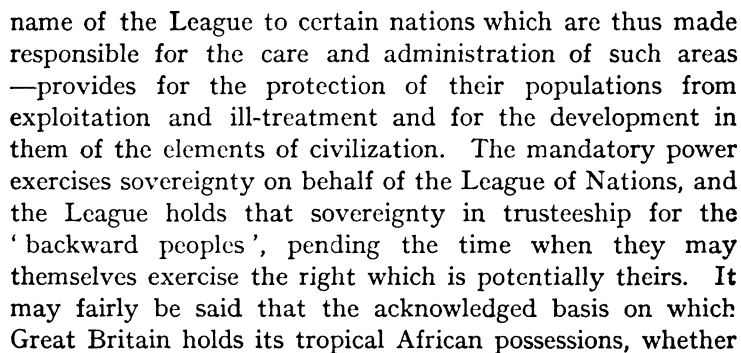 name of the League to certain nations which are thus made
responsible for the care and administration of such areas
—provides for the protection of their populations from
exploitation and ill-treatment and for the development in
them of the elements of civilization. The mandatory power
exercises sovereignty on behalf of the League of Nations, and
the League holds that sovereignty in trusteeship for the
‘ backward peoples ’, pending the time when they may
themselves exercise the right which is potentially theirs. It
may fairly be said that the acknowledged basis on which
Great Britain holds its tropical African possessions, whether